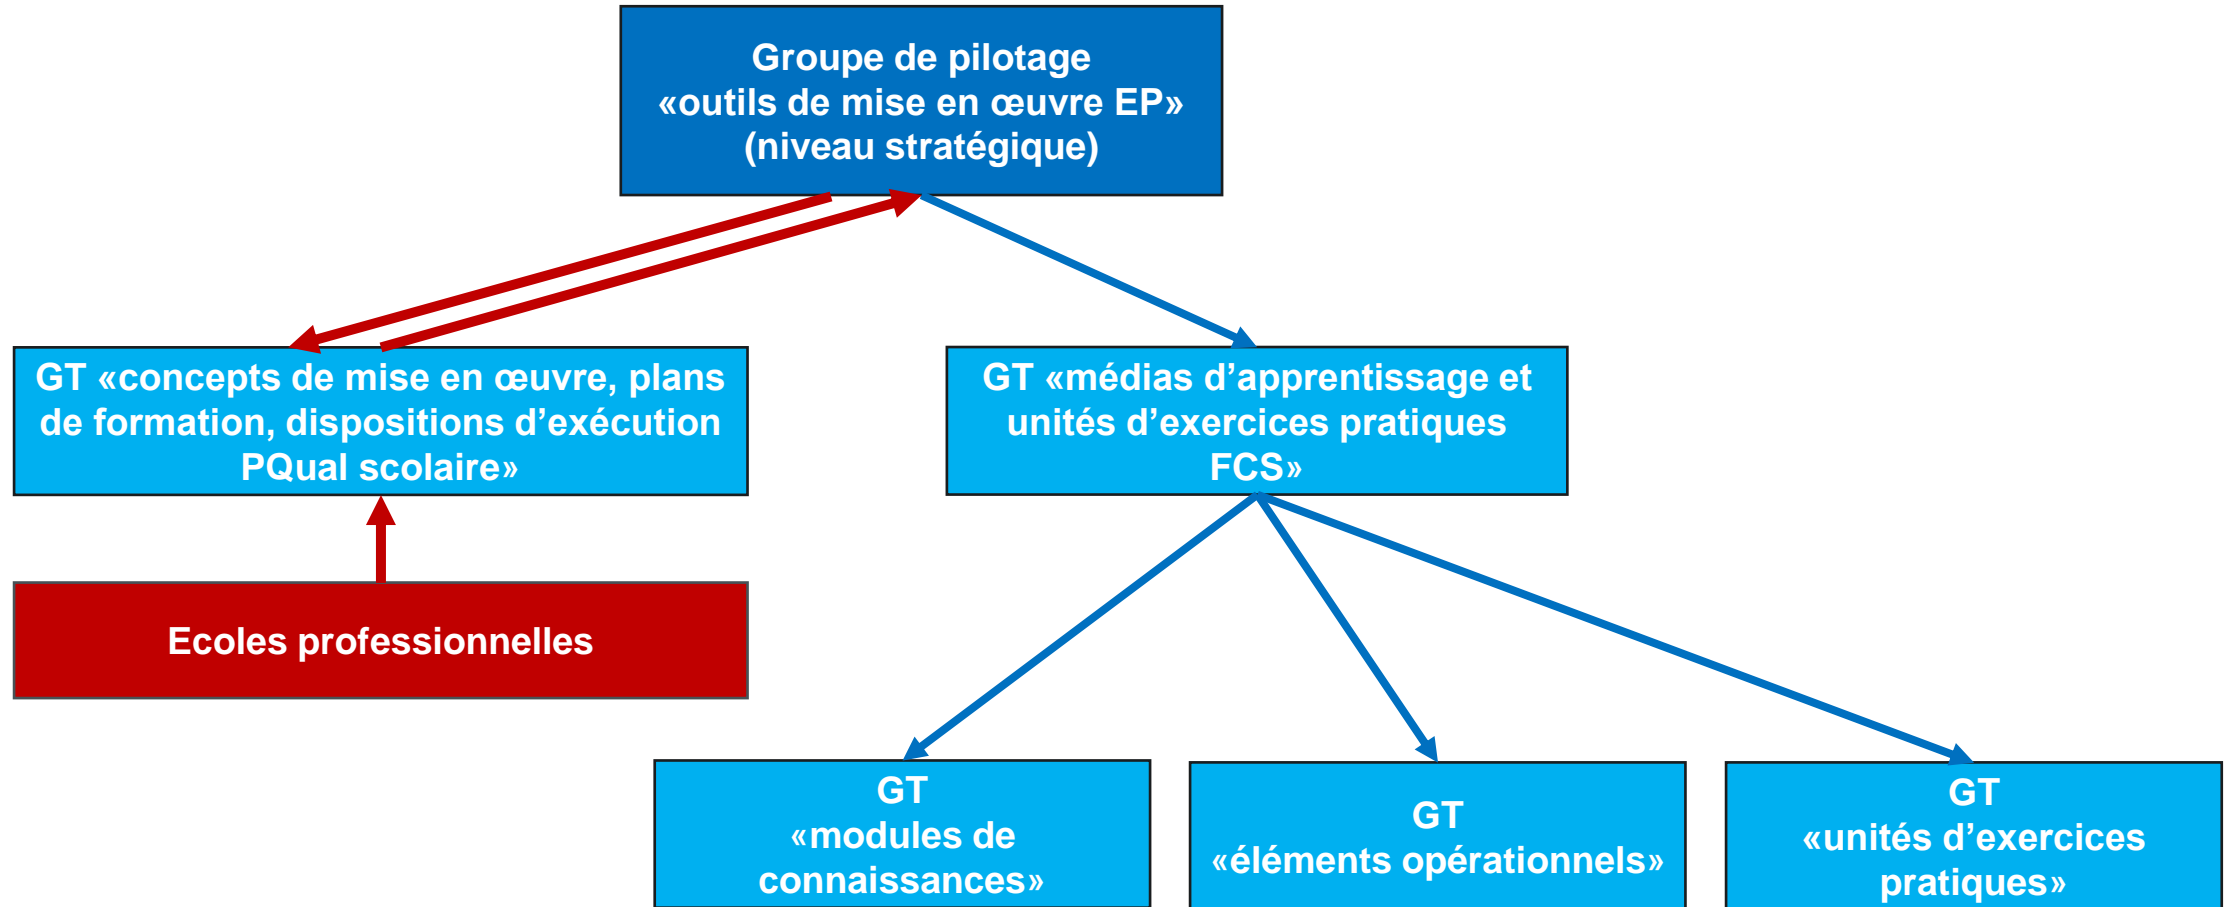 Groupe de pilotage
«outils de mise en œuvre EP»
(niveau stratégique)
GT «concepts de mise en œuvre, plans
de formation, dispositions d’exécution
PQual scolaire»
GT «médias d’apprentissage et
unités d’exercices pratiques
FCS»
Ecoles professionnelles
GT
«modules de
connaissances»
GT
«éléments opérationnels»
GT
«unités d’exercices
pratiques»